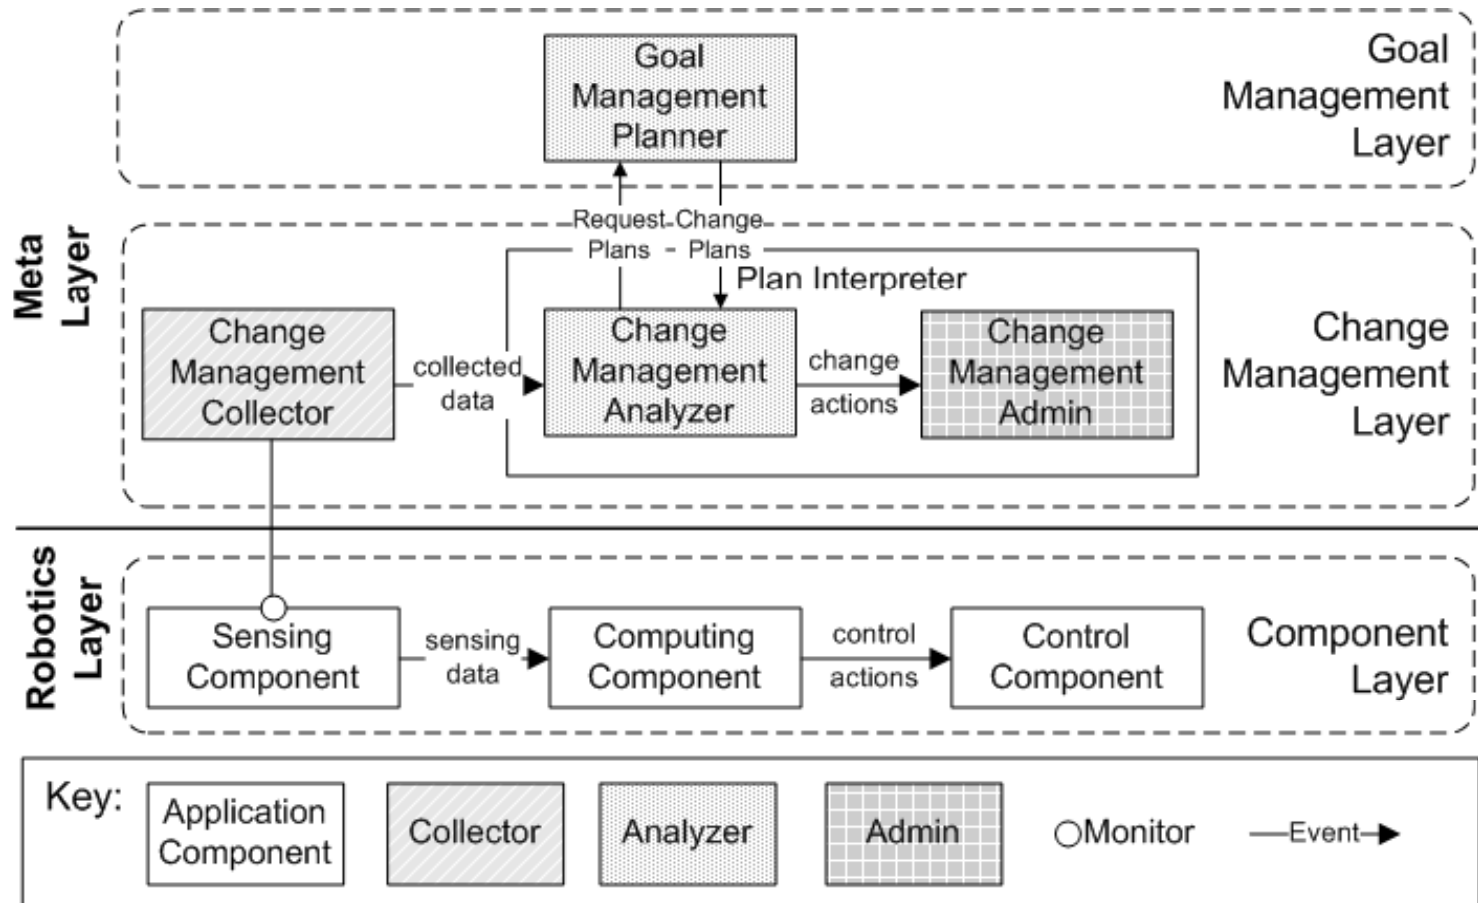 Goal
Management
Planner
Goal
Management
Layer
Meta
Layer
Request Change
Plans - Plans
Plan Interpreter
Change
Management
Collector
collected
data
Change
Management
Analyzer
change
actions
Change
Management
Admin
Change
Management
Layer
Robotics
Layer
Sensing
Component
sensing
data
Computing
Component
control
actions
Control
Component
Component
Layer
Key:
Application
Component
Collector
Analyzer
Admin
Monitor
Event